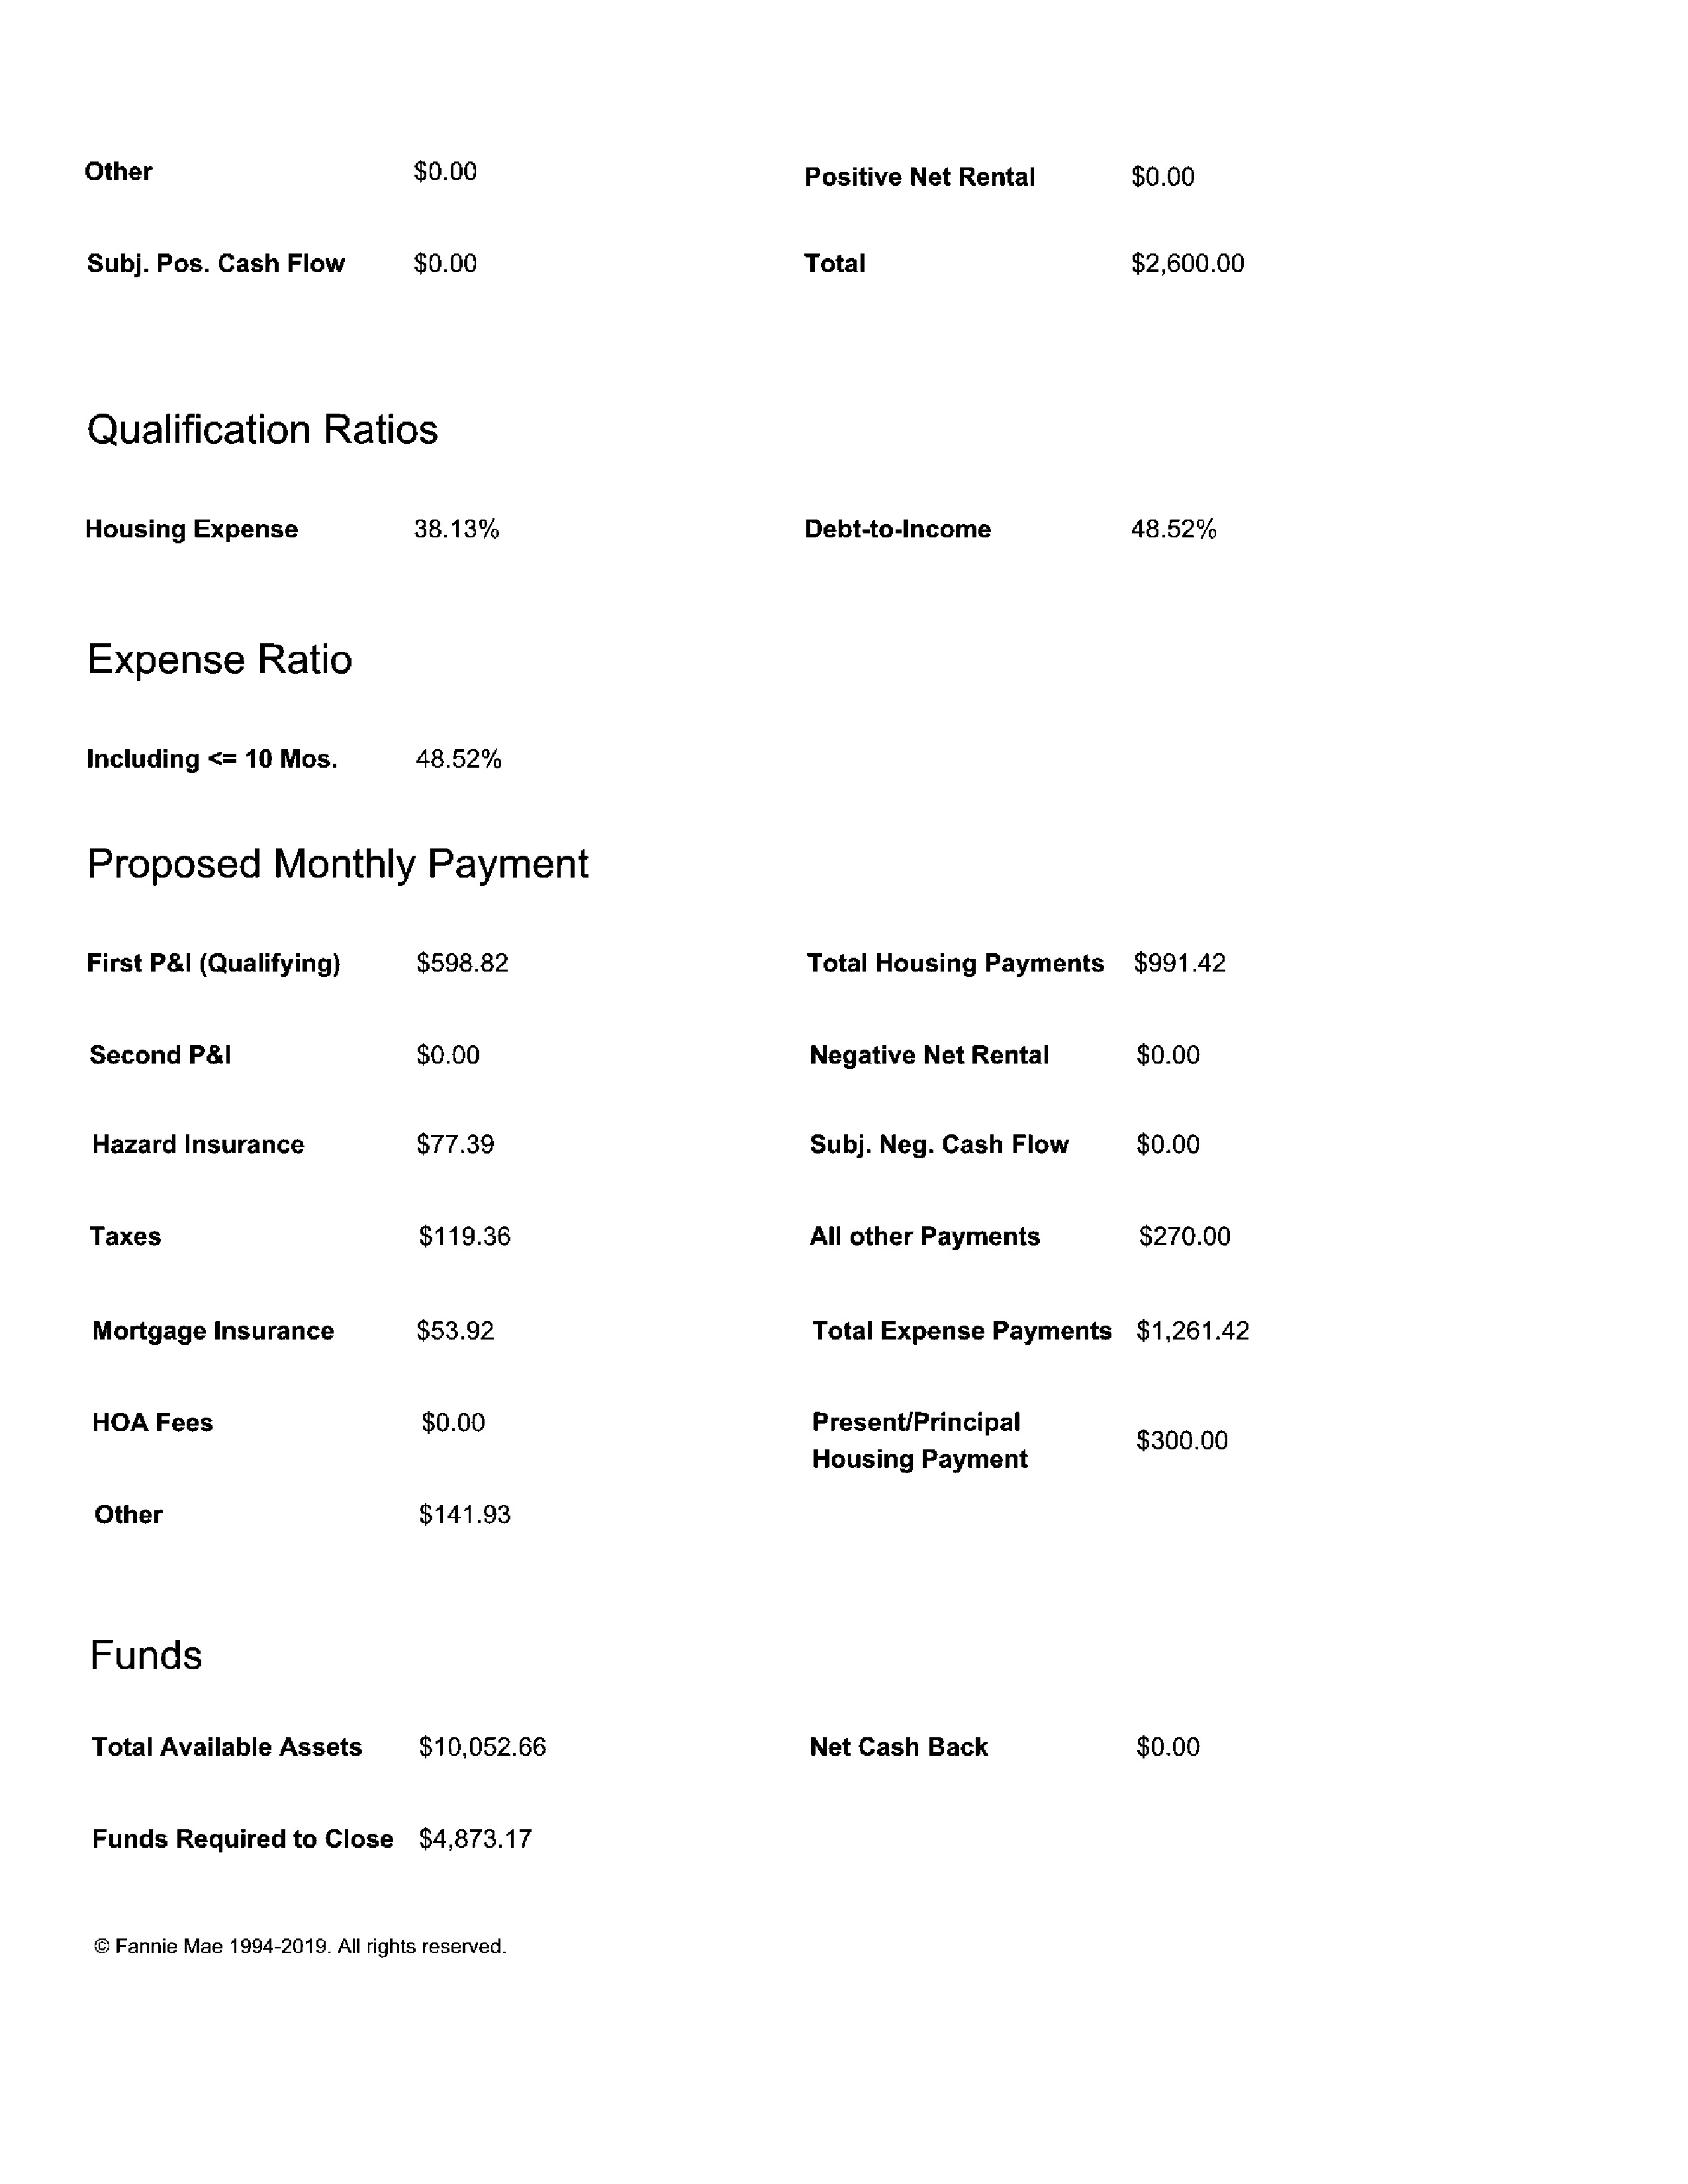 Other $0.00 Positive Net Rental $0.00
Subj. Pos. Cash Flow $0.00 Total $2,600.00
Qualification Ratios
Housing Expense 38.13% Debt-to-Income 48.52%
Expense Ratio
Including <= 10 Mos. 48.52%
Proposed Monthly Payment
First P&I (Qualifying) $598.82 Total Housing Payments $991.42
Second P&I $0.00 Negative Net Rental $0.00
Hazard Insurance $77.39 Subj. Neg. Cash Flow $0.00
Taxes $119.36 All other Payments $270.00
Mortgage Insurance $53.92 Total Expense Payments $1,261.42
HOA Fees $0.00 Present/Principal
Housing Payment $300.00
Other $141.93
Funds
Total Available Assets $10,052.66 Net Cash Back $0.00
Funds Required to Close $4,873.17
© Fannie Mae 1994-2019. All rights reserved.